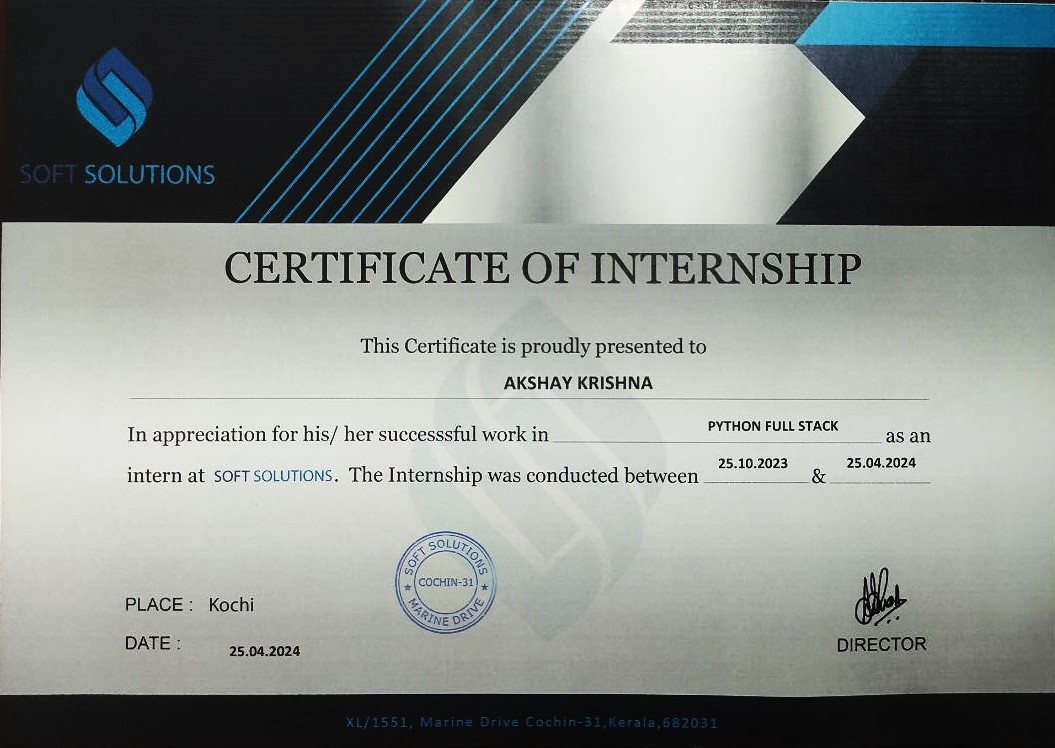 SOFT SOLUTIONS
CERTIFICATE OF INTERNSHIP
This Certificate is proudly presented to
AKSHAY KRISHNA
In appreciation for his/ her successsful work in PYTHON FULL STACK as an
intern at SOFT SOLUTIONS. The Internship was conducted between 25.10.2023 & 25.04.2024
SOFT SOLUTIONS
COCHIN-31
MARINE DRIVE
PLACE : Kochi
DATE : 25.04.2024
DIRECTOR
XL/1551, Marine Drive Cochin-31,Kerala,682031